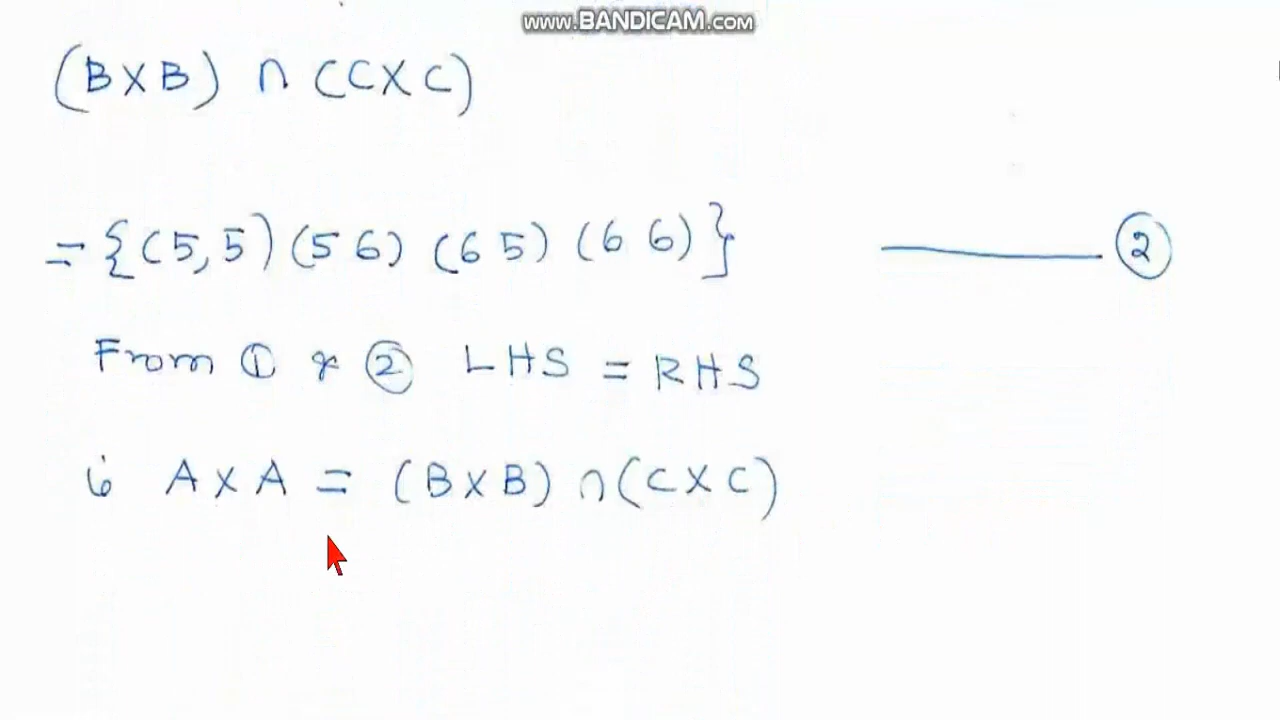 www.BANDICAM.com
(B×B) ∩ (C×C)
= {(5,5) (5 6) (6 5) (6 6)} ——— ②
From ① & ② LHS = RHS
A×A = (B×B) ∩ (C×C)